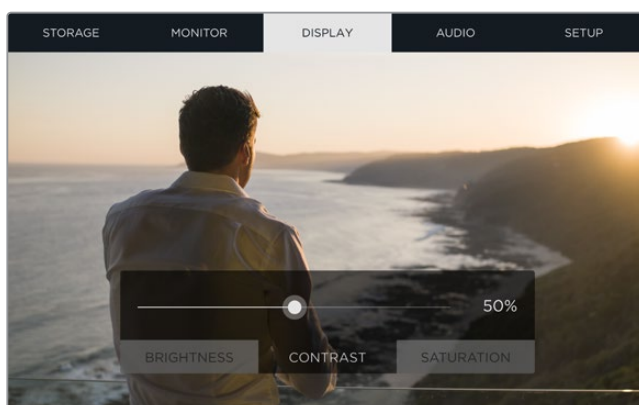 STORAGE MONITOR DISPLAY AUDIO SETUP
50%
BRIGHTNESS CONTRAST SATURATION